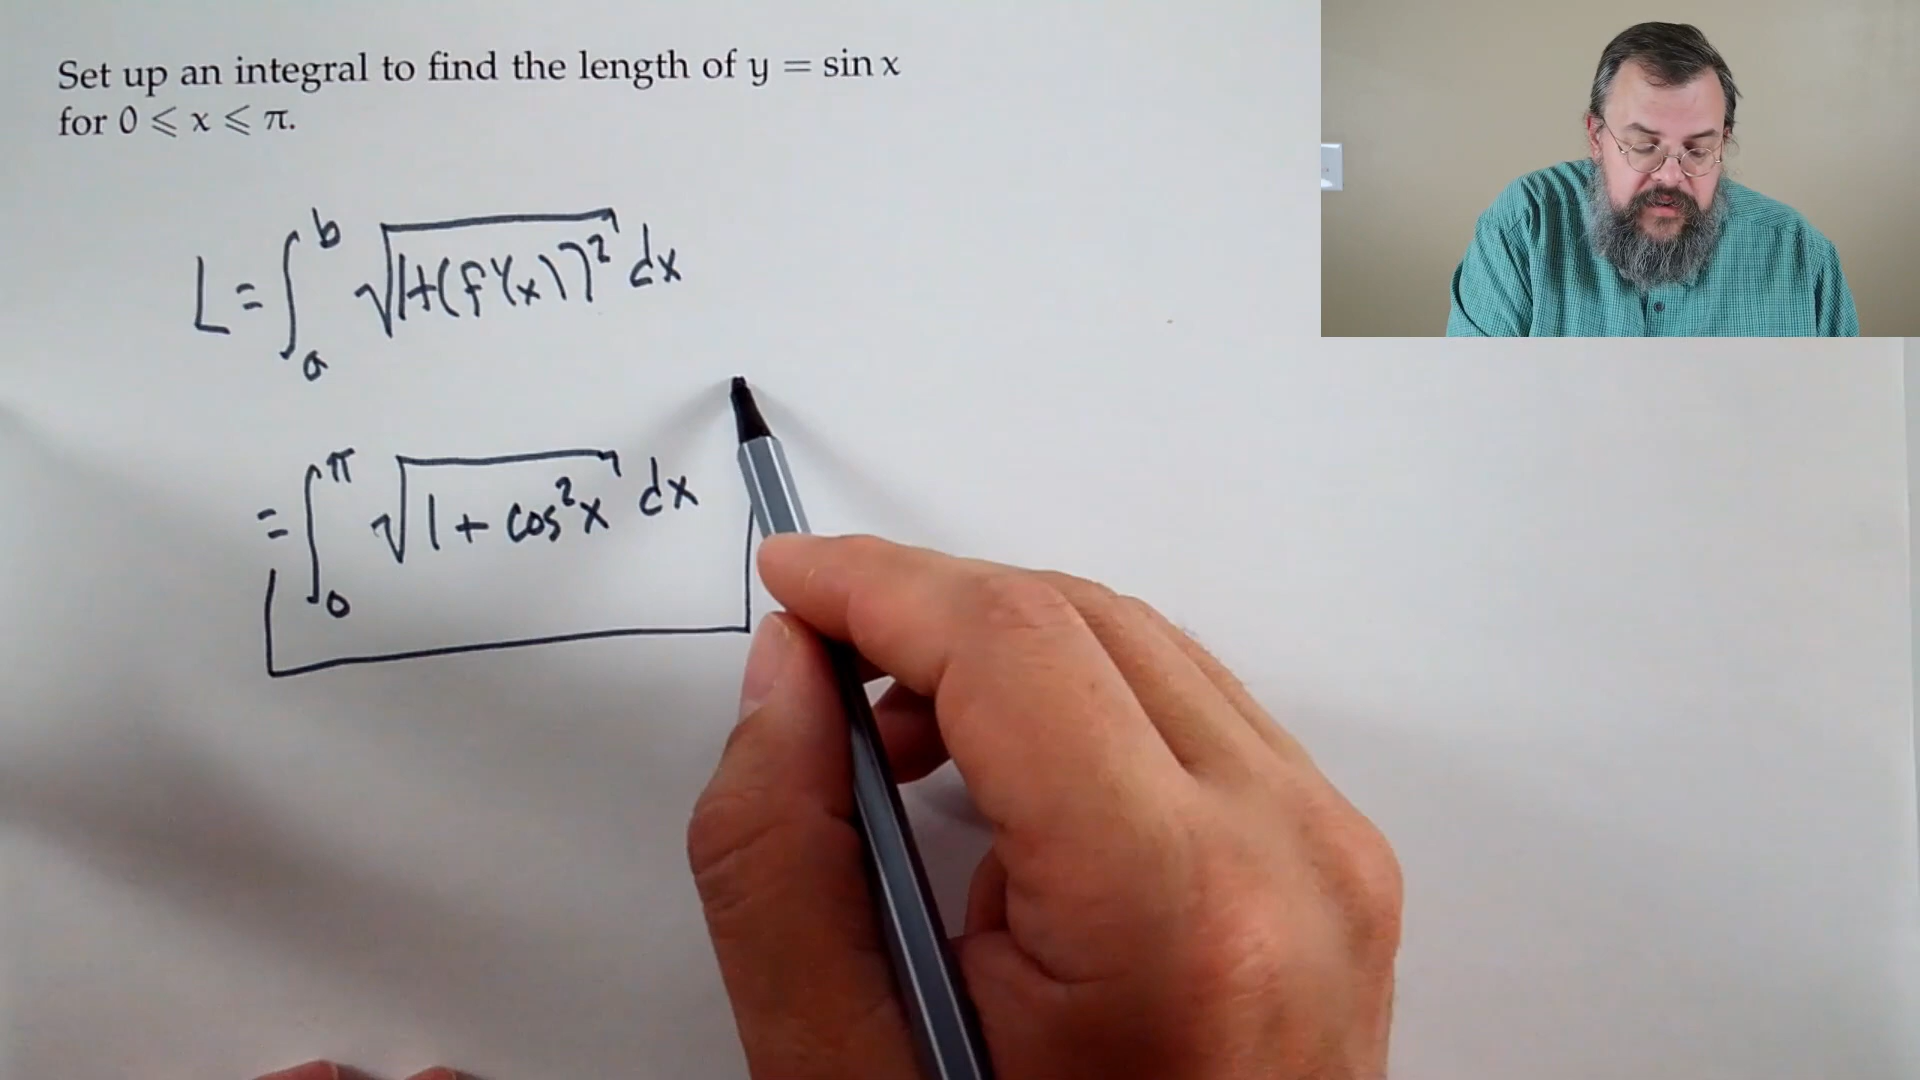 Set up an integral to find the length of y = sin x
for 0 ⩽ x ⩽ π.
L = ∫_a^b √(1+(f'(x))² dx
= ∫_0^π √(1 + cos²x) dx